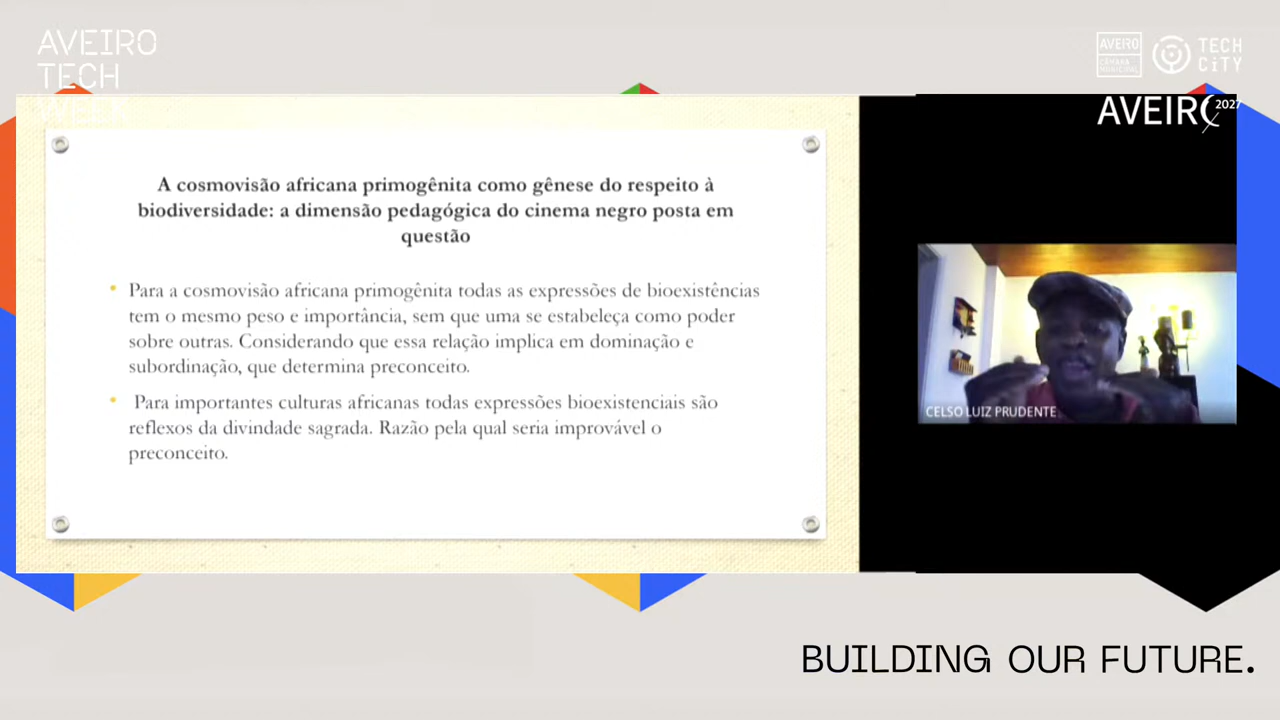 AVEIRO
TECH
WEEK
AVEIRO
CÂMARA
MUNICIPAL
TECH
CiTY
AVEIRO
2027
A cosmovisão africana primogênita como gênese do respeito à
biodiversidade: a dimensão pedagógica do cinema negro posta em
questão
• Para a cosmovisão africana primogênita todas as expressões de bioexistências
tem o mesmo peso e importância, sem que uma se estabeleça como poder
sobre outras. Considerando que essa relação implica em dominação e
subordinação, que determina preconceito.
• Para importantes culturas africanas todas expressões bioexistenciais são
reflexos da divindade sagrada. Razão pela qual seria improvável o
preconceito.
CELSO LUIZ PRUDENTE
BUILDING OUR FUTURE.